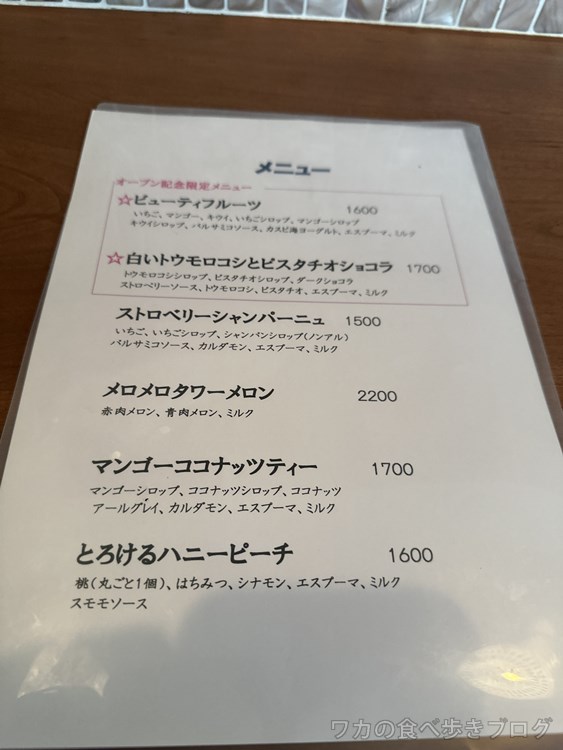 メニュー
オープン記念限定メニュー
☆ビューティフルーツ 1600
いちご、マンゴー、キウイ、いちごシロップ、マンゴーシロップ
キウイシロップ、バルサミコソース、カスピ海ヨーグルト、エスプーマ、ミルク
☆白いトウモロコシとピスタチオショコラ 1700
トウモロコシシロップ、ピスタチオシロップ、ダークショコラ
ストロベリーソース、トウモロコシ、ピスタチオ、エスプーマ、ミルク
ストロベリーシャンパーニュ 1500
いちご、いちごシロップ、シャンパンシロップ(ノンアル)
バルサミコソース、カルダモン、エスプーマ、ミルク
メロメロタワーメロン 2200
赤肉メロン、青肉メロン、ミルク
マンゴーココナッツティー 1700
マンゴーシロップ、ココナッツシロップ、ココナッツ
アールグレイ、カルダモン、エスプーマ、ミルク
とろけるハニーピーチ 1600
桃(丸ごと1個)、はちみつ、シナモン、エスプーマ、ミルク
スモモソース
ワカの食べ歩きブログ